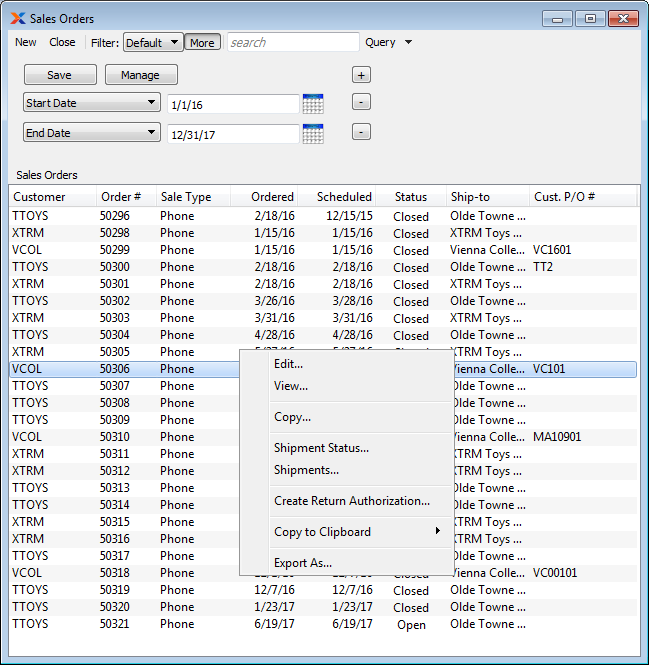 Sales Orders
New Close Filter: Default More search Query
Save Manage +
Start Date 1/1/16 -
End Date 12/31/17 -
Sales Orders
Customer Order # Sale Type Ordered Scheduled Status Ship-to Cust. P/O #
TTOYS 50296 Phone 2/18/16 12/15/15 Closed Olde Towne ...
XTRM 50298 Phone 1/15/16 1/15/16 Closed XTRM Toys ...
VCOL 50299 Phone 1/15/16 1/15/16 Closed Vienna Colle... VC1601
TTOYS 50300 Phone 2/18/16 2/18/16 Closed Olde Towne ... TT2
XTRM 50301 Phone 2/18/16 2/18/16 Closed XTRM Toys ...
TTOYS 50302 Phone 3/26/16 3/28/16 Closed Olde Towne ...
XTRM 50303 Phone 3/31/16 3/31/16 Closed XTRM Toys ...
TTOYS 50304 Phone 4/28/16 4/28/16 Closed Olde Towne ...
XTRM 50305 Phone XTRM Toys ...
VCOL 50306 Phone Edit... Vienna Colle... VC101
TTOYS 50307 Phone View... Olde Towne ...
TTOYS 50308 Phone Olde Towne ...
TTOYS 50309 Phone Copy... Olde Towne ...
VCOL 50310 Phone Vienna Colle... MA10901
XTRM 50311 Phone Shipment Status... XTRM Toys ...
XTRM 50312 Phone Shipments... XTRM Toys ...
TTOYS 50313 Phone Olde Towne ...
TTOYS 50314 Phone Create Return Authorization... Olde Towne ...
XTRM 50315 Phone XTRM Toys ...
XTRM 50316 Phone Copy to Clipboard XTRM Toys ...
TTOYS 50317 Phone Olde Towne ...
VCOL 50318 Phone Export As... Closed Vienna Colle... VC00101
TTOYS 50319 Phone 12/7/16 12/7/16 Closed Olde Towne ...
TTOYS 50320 Phone 1/23/17 1/23/17 Closed Olde Towne ...
TTOYS 50321 Phone 6/19/17 6/19/17 Open Olde Towne ...